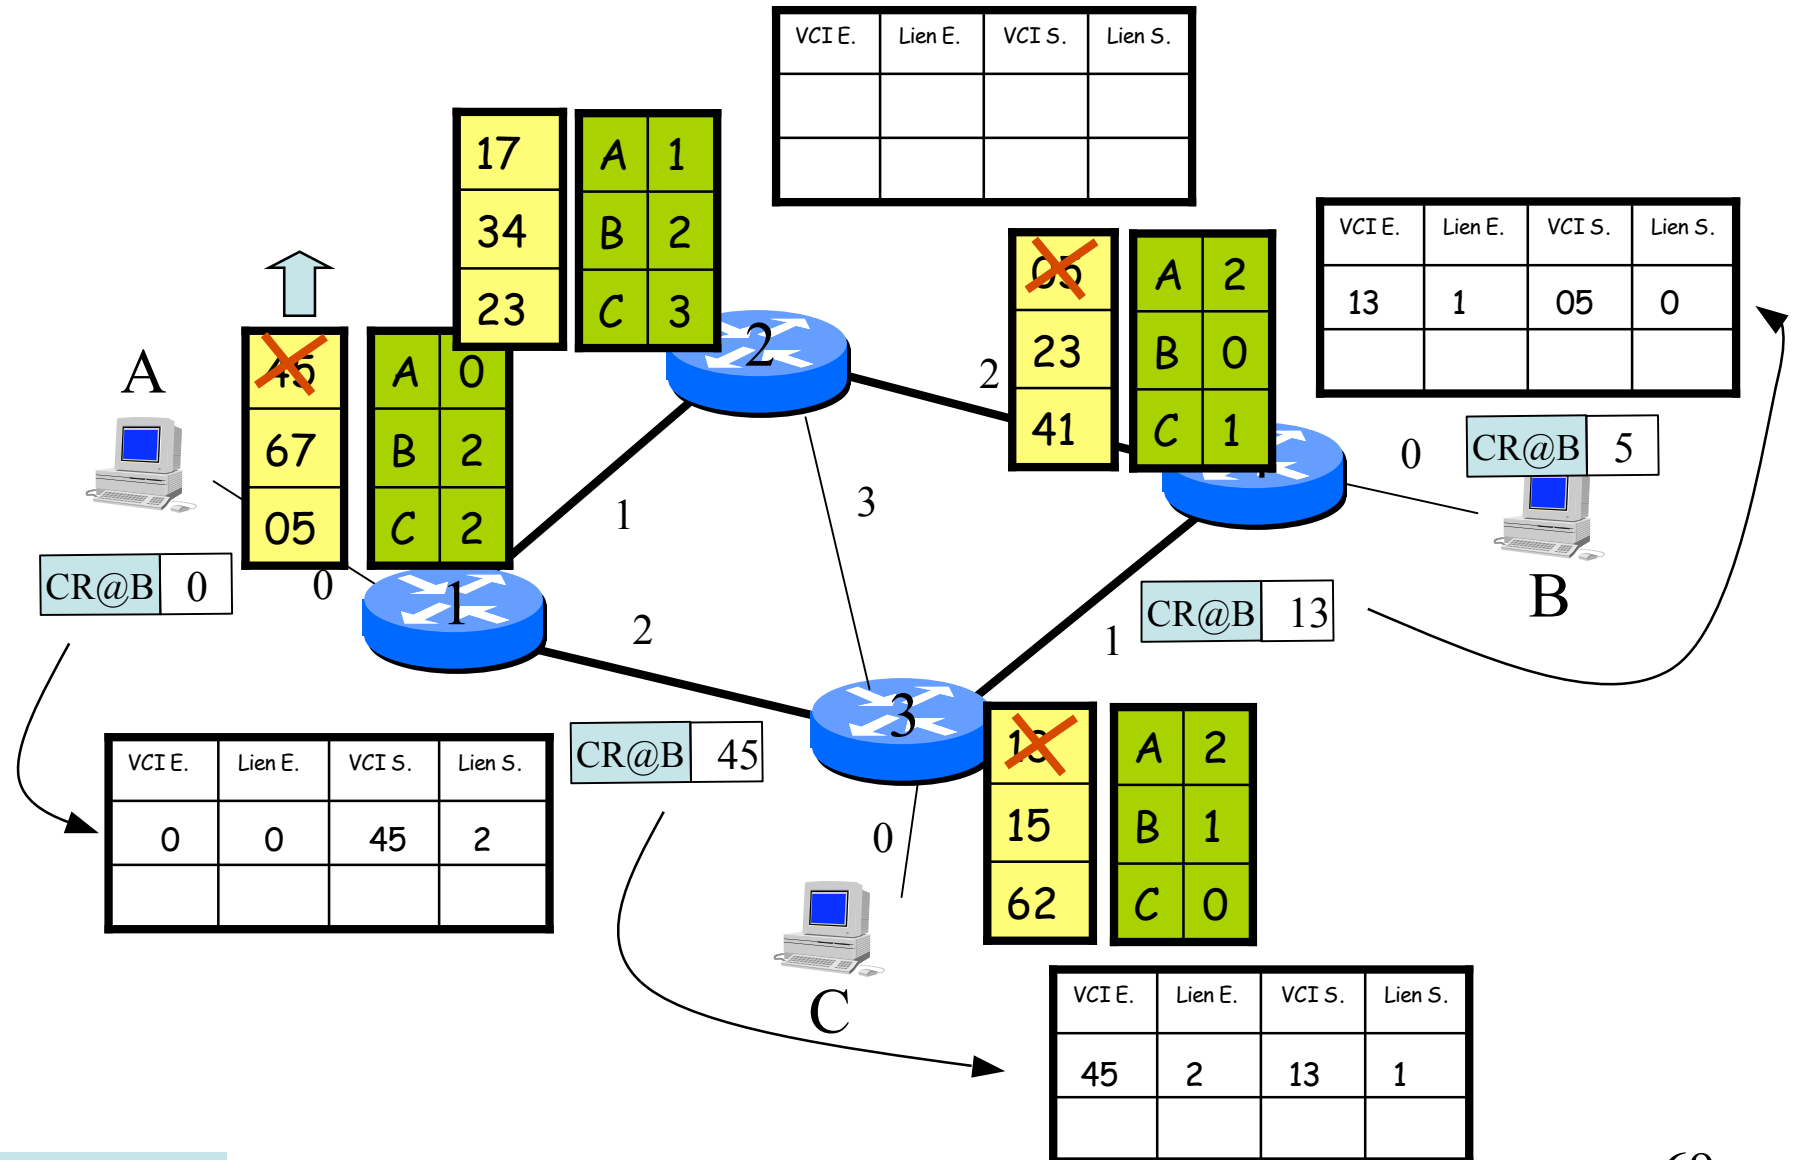 VCI E. Lien E. VCI S. Lien S.
17 A 1
34 B 2
23 C 3
VCI E. Lien E. VCI S. Lien S.
13 1 05 0
05 A 2
23 B 0
41 C 1
2
2
A
45 A 0
67 B 2
05 C 2
0 CR@B 5
1
3
CR@B 0
0
1
2
CR@B 13
1
B
3
CR@B 45
VCI E. Lien E. VCI S. Lien S.
0 0 45 2
13 A 2
15 B 1
62 C 0
0
C
VCI E. Lien E. VCI S. Lien S.
45 2 13 1